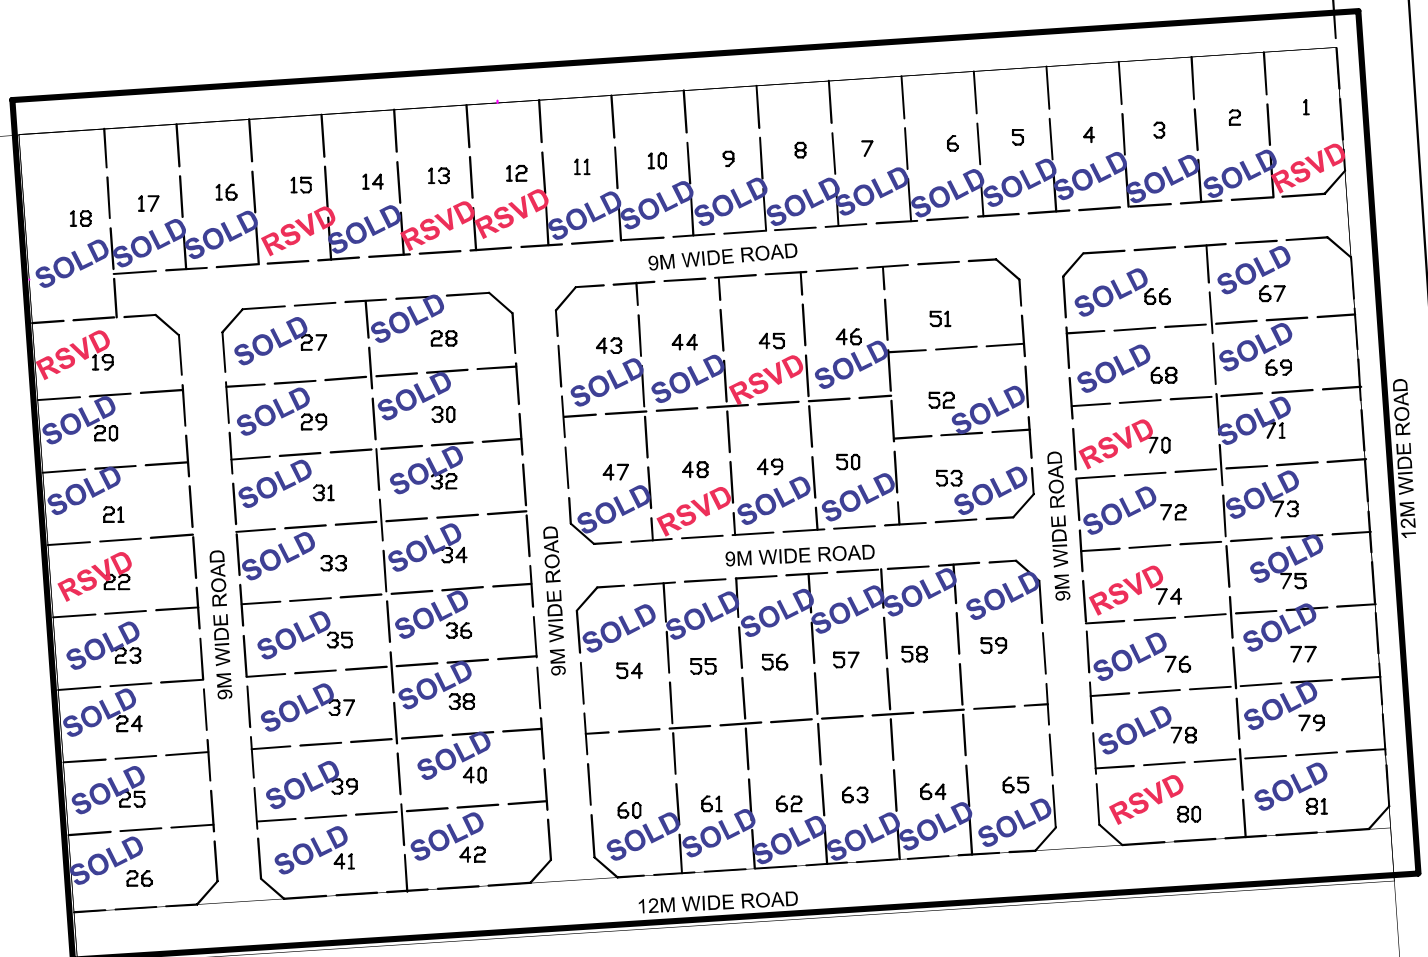 18 17 16 15 14 13 12 11 10 9 8 7 6 5 4 3 2 1
SOLD SOLD SOLD RSVD SOLD RSVD RSVD SOLD SOLD SOLD SOLD SOLD SOLD SOLD SOLD SOLD SOLD RSVD
9M WIDE ROAD
RSVD 19
SOLD 20
SOLD 21
RSVD 22
SOLD 23
SOLD 24
SOLD 25
SOLD 26
9M WIDE ROAD
SOLD 27 SOLD 28
SOLD 29 SOLD 30
SOLD 31 SOLD 32
SOLD 33 SOLD 34
SOLD 35 SOLD 36
SOLD 37 SOLD 38
SOLD 39 SOLD 40
SOLD 41 SOLD 42
9M WIDE ROAD
43 44 45 46 51
SOLD SOLD RSVD SOLD
52 SOLD
47 48 49 50 53
SOLD RSVD SOLD SOLD SOLD
9M WIDE ROAD
SOLD SOLD SOLD SOLD SOLD SOLD
54 55 56 57 58 59
60 61 62 63 64 65
SOLD SOLD SOLD SOLD SOLD SOLD
9M WIDE ROAD
SOLD 66 SOLD 67
SOLD 68 SOLD 69
RSVD 70 SOLD 71
SOLD 72 SOLD 73
RSVD 74 SOLD 75
SOLD 76 SOLD 77
SOLD 78 SOLD 79
RSVD 80 SOLD 81
12M WIDE ROAD
12M WIDE ROAD